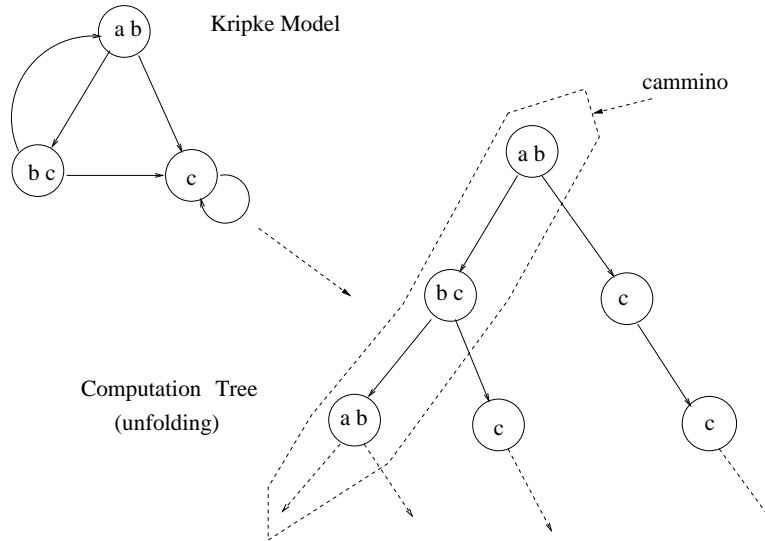 a b
Kripke Model
cammino
a b
b c
c
b c
c
Computation Tree
(unfolding)
a b
c
c